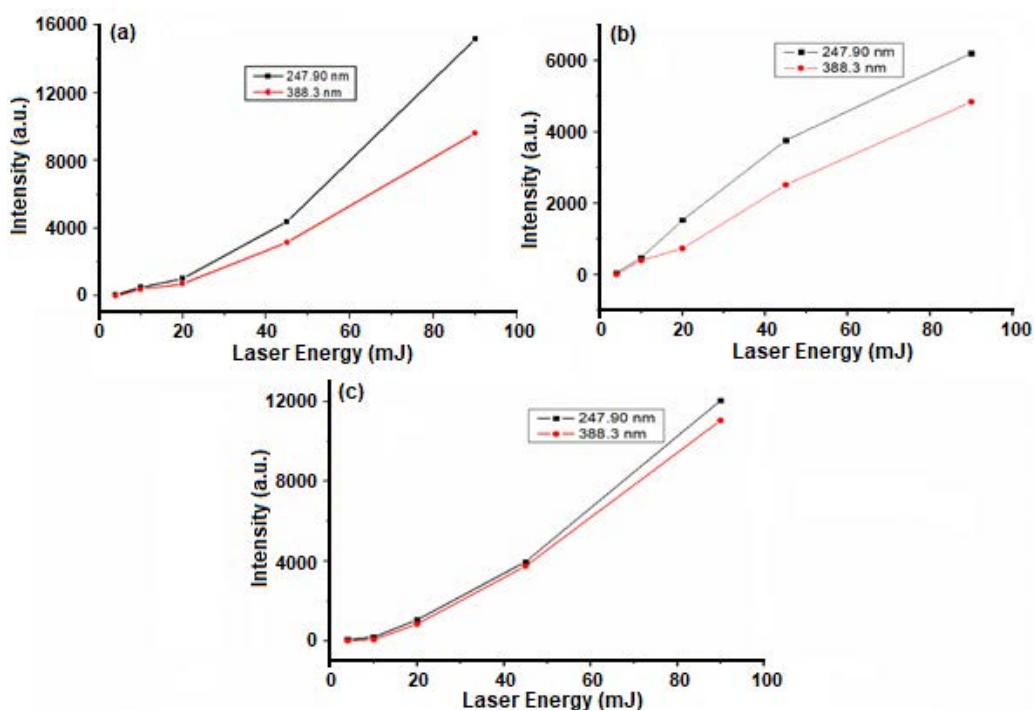 (a)
16000
12000
8000
4000
0
Intensity (a.u.)
247.90 nm
388.3 nm
0 20 40 60 80 100
Laser Energy (mJ)
(b)
6000
4000
2000
0
Intensity (a.u.)
247.90 nm
388.3 nm
0 20 40 60 80 100
Laser Energy (mJ)
(c)
12000
8000
4000
0
Intensity (a.u.)
247.90 nm
388.3 nm
0 20 40 60 80 100
Laser Energy (mJ)